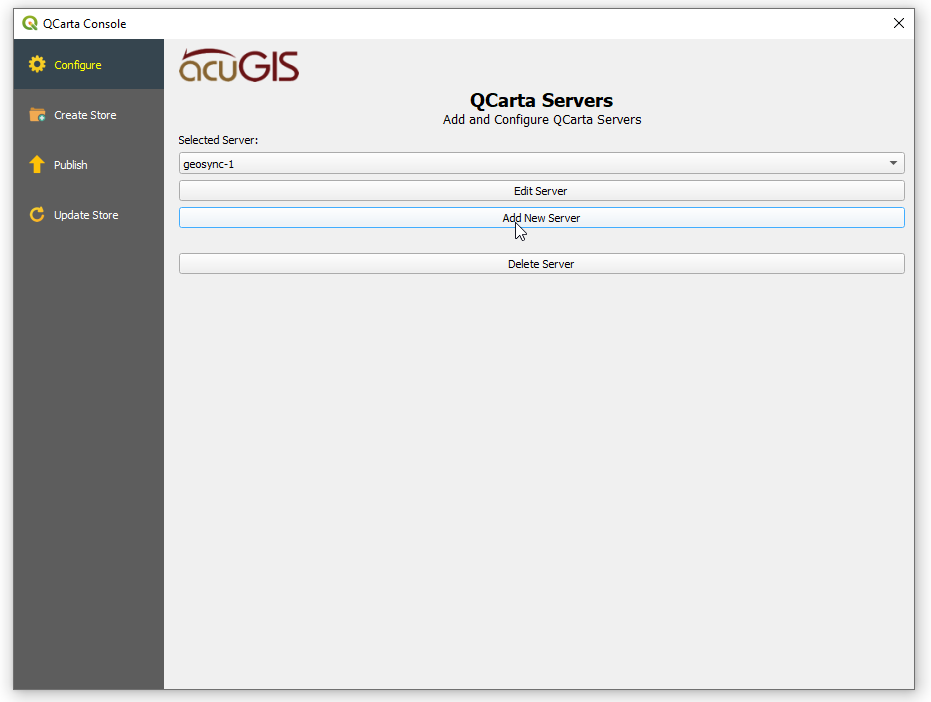 QCarta Console
Configure
Create Store
Publish
Update Store
acuGIS
QCarta Servers
Add and Configure QCarta Servers
Selected Server:
geosync-1
Edit Server
Add New Server
Delete Server